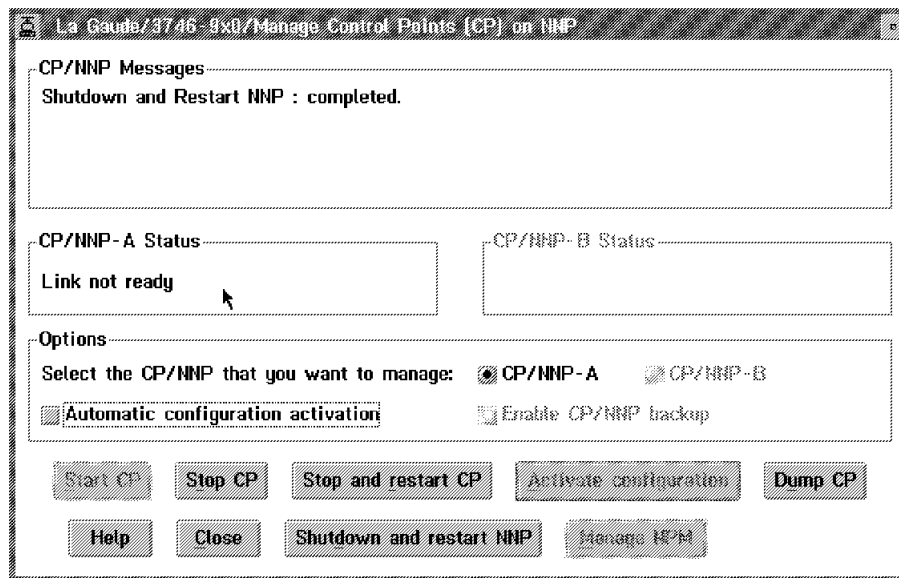 La Gaude/3746-9x0/Manage Control Points (CP) on NNP
CP/NNP Messages
Shutdown and Restart NNP : completed.
CP/NNP-A Status
CP/NNP-B Status
Link not ready
Options
Select the CP/NNP that you want to manage: CP/NNP-A CP/NNP-B
Automatic configuration activation Enable CP/NNP backup
Start CP Stop CP Stop and restart CP Activate configuration Dump CP
Help Close Shutdown and restart NNP Manage NPM